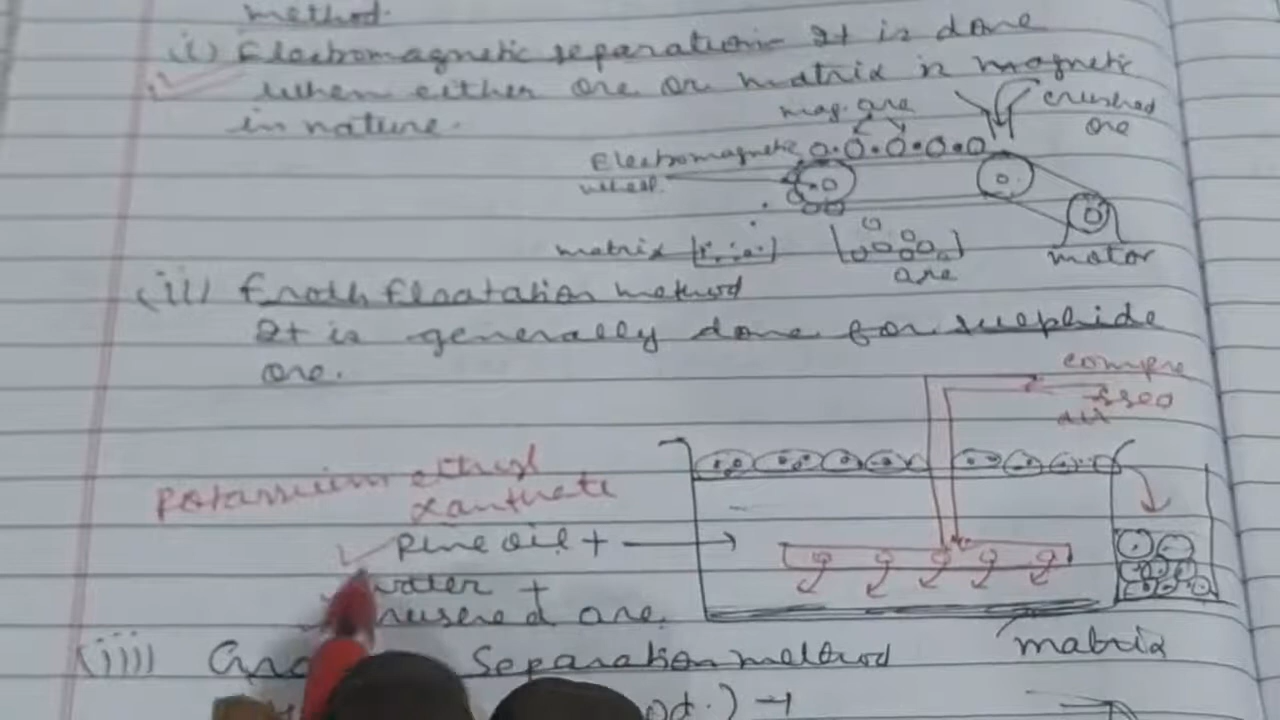 method.
(i) Electromagnetic separation - It is done
when either ore or matrix is magnetic
in nature.
mag. ore
crushed
ore
Electromagnetic
wheel
matrix
ore
motor
(ii) Froth floatation method
It is generally done for sulphide
ore.
compre
ssed
air
Potassium ethyl
xanthate
pine oil +
water +
ore.
(iii) Separation method
matrix